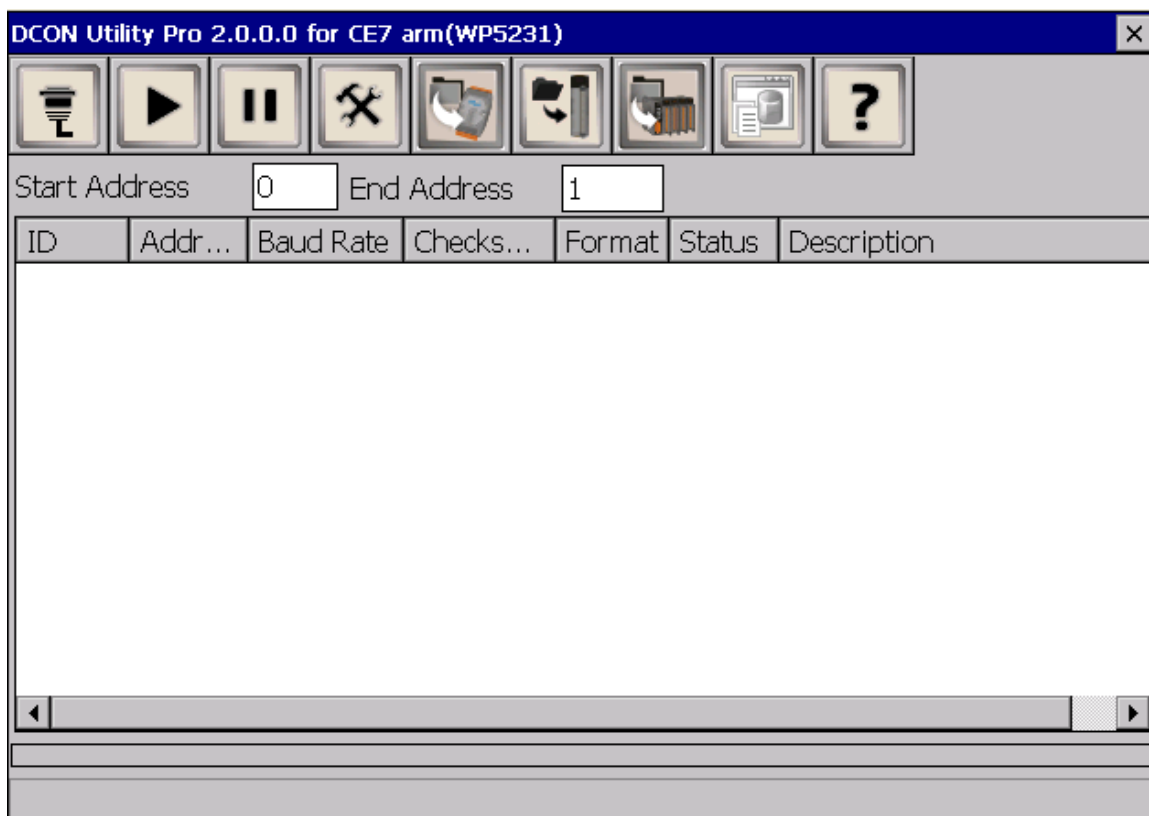 DCON Utility Pro 2.0.0.0 for CE7 arm(WP5231)
?
Start Address 0 End Address 1
ID Addr... Baud Rate Checks... Format Status Description